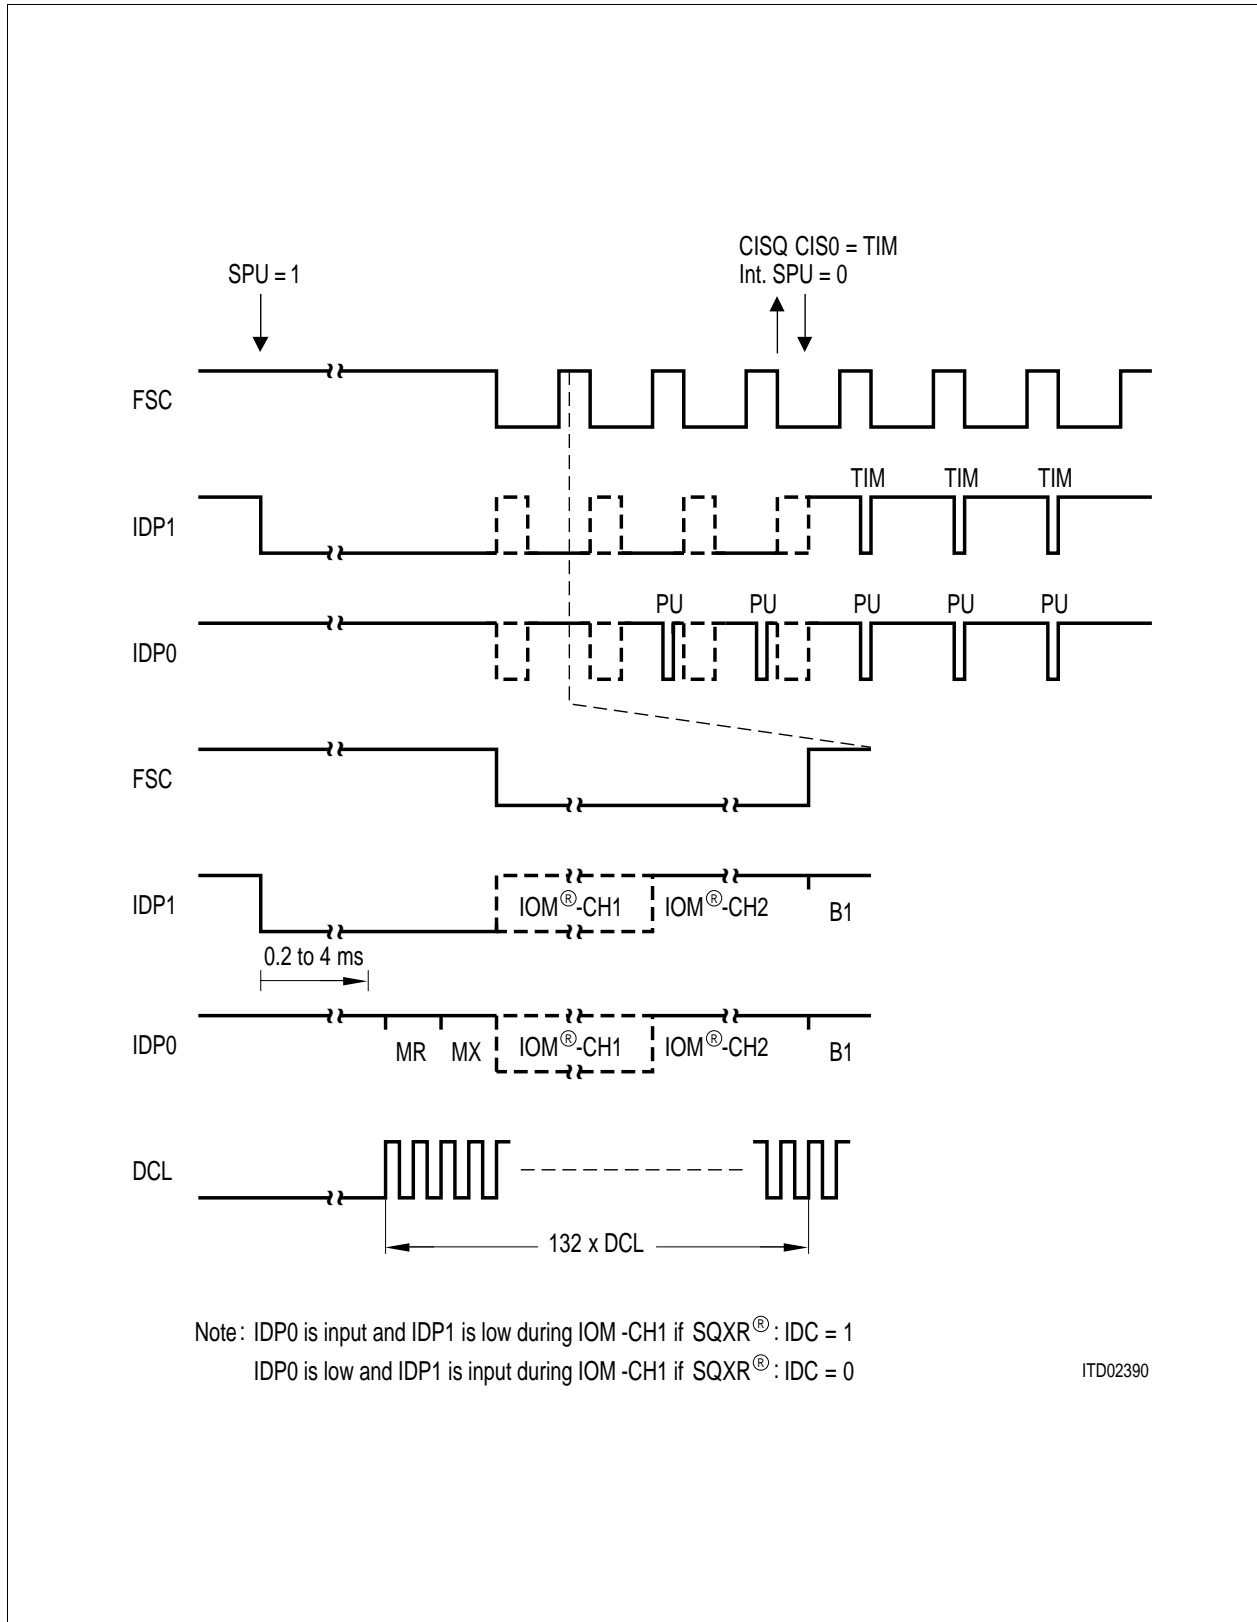 SPU = 1
CISQ CIS0 = TIM
Int. SPU = 0
FSC
TIM TIM TIM
IDP1
PU PU PU PU PU
IDP0
FSC
IDP1
IOM®-CH1 IOM®-CH2 B1
0.2 to 4 ms
IDP0
MR MX IOM®-CH1 IOM®-CH2 B1
DCL
132 x DCL
Note: IDP0 is input and IDP1 is low during IOM -CH1 if SQXR®: IDC = 1
IDP0 is low and IDP1 is input during IOM -CH1 if SQXR®: IDC = 0
ITD02390